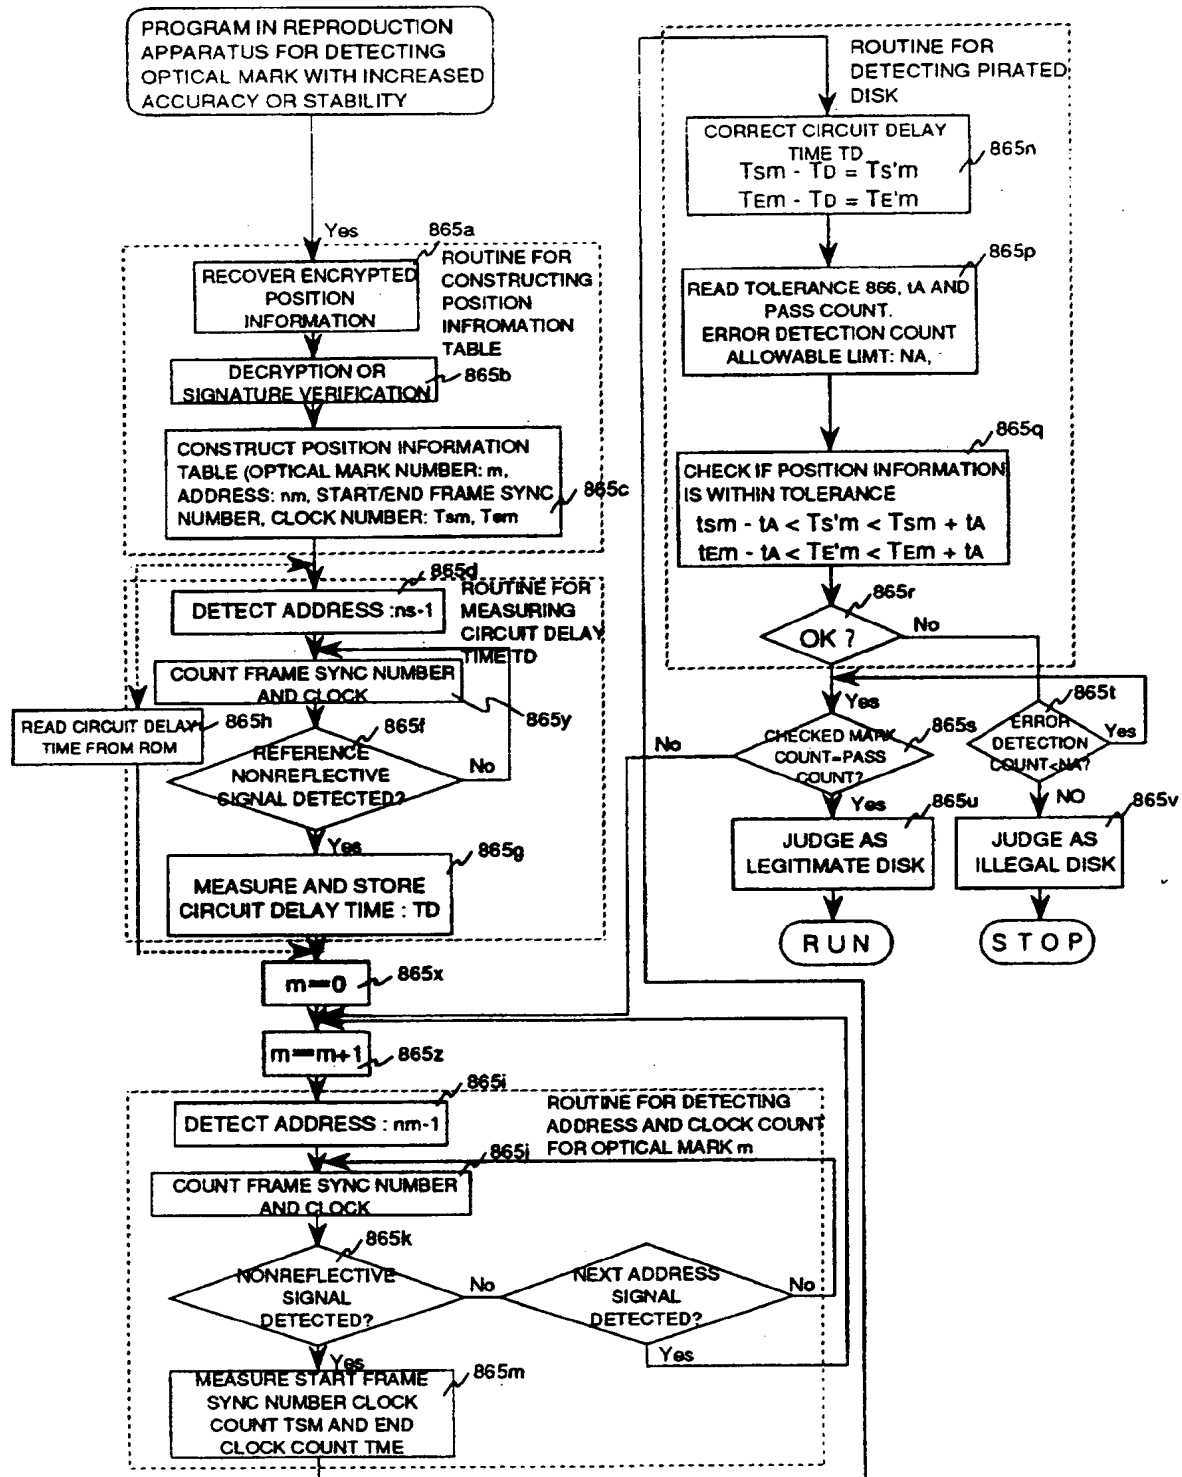 PROGRAM IN REPRODUCTION
APPARATUS FOR DETECTING
OPTICAL MARK WITH INCREASED
ACCURACY OR STABILITY
Yes
865a
ROUTINE FOR
CONSTRUCTING
POSITION
INFROMATION
TABLE
RECOVER ENCRYPTED
POSITION
INFORMATION
DECRYPTION OR
SIGNATURE VERIFICATION
865b
CONSTRUCT POSITION INFORMATION
TABLE (OPTICAL MARK NUMBER: m,
ADDRESS: nm, START/END FRAME SYNC
NUMBER, CLOCK NUMBER: Tsm, Tem
865c
865d
ROUTINE FOR
MEASURING
CIRCUIT DELAY
TIME TD
DETECT ADDRESS :ns-1
COUNT FRAME SYNC NUMBER
AND CLOCK
865y
READ CIRCUIT DELAY
TIME FROM ROM
865h
865f
REFERENCE
NONREFLECTIVE
SIGNAL DETECTED?
No
Yes
865g
MEASURE AND STORE
CIRCUIT DELAY TIME : TD
m=0
865x
m=m+1
865z
865i
DETECT ADDRESS : nm-1
ROUTINE FOR DETECTING
ADDRESS AND CLOCK COUNT
FOR OPTICAL MARK m
865j
COUNT FRAME SYNC NUMBER
AND CLOCK
865k
NONREFLECTIVE
SIGNAL
DETECTED?
No
NEXT ADDRESS
SIGNAL
DETECTED?
No
Yes
Yes
MEASURE START FRAME
SYNC NUMBER CLOCK
COUNT TSM AND END
CLOCK COUNT TME
865m
ROUTINE FOR
DETECTING PIRATED
DISK
CORRECT CIRCUIT DELAY
TIME TD
Tsm - TD = Ts'm
TEm - TD = TE'm
865n
865p
READ TOLERANCE 866, tA AND
PASS COUNT.
ERROR DETECTION COUNT
ALLOWABLE LIMT: NA,
865q
CHECK IF POSITION INFORMATION
IS WITHIN TOLERANCE
tsm - tA < Ts'm < Tsm + tA
tEm - tA < TE'm < TEm + tA
865r
OK ?
No
Yes
CHECKED MARK
COUNT=PASS
COUNT?
865s
No
Yes
865t
ERROR
DETECTION
COUNT<NA?
Yes
NO
865u
JUDGE AS
LEGITIMATE DISK
865v
JUDGE AS
ILLEGAL DISK
RUN
STOP